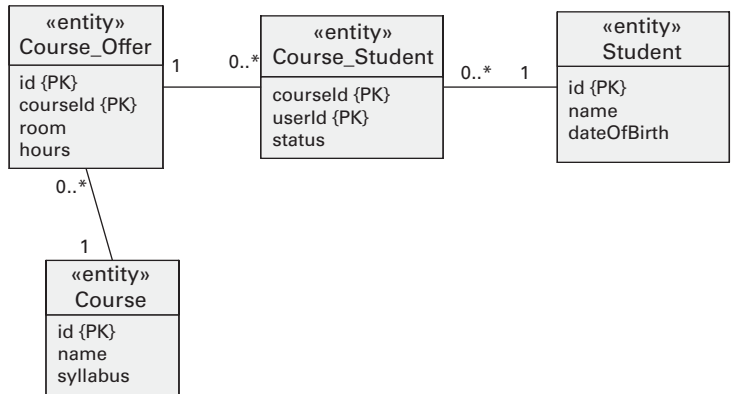 «entity»
Course_Offer
id {PK}
courseId {PK}
room
hours
1
0..*
«entity»
Course_Student
courseId {PK}
userId {PK}
status
0..*
1
«entity»
Student
id {PK}
name
dateOfBirth
0..*
1
«entity»
Course
id {PK}
name
syllabus